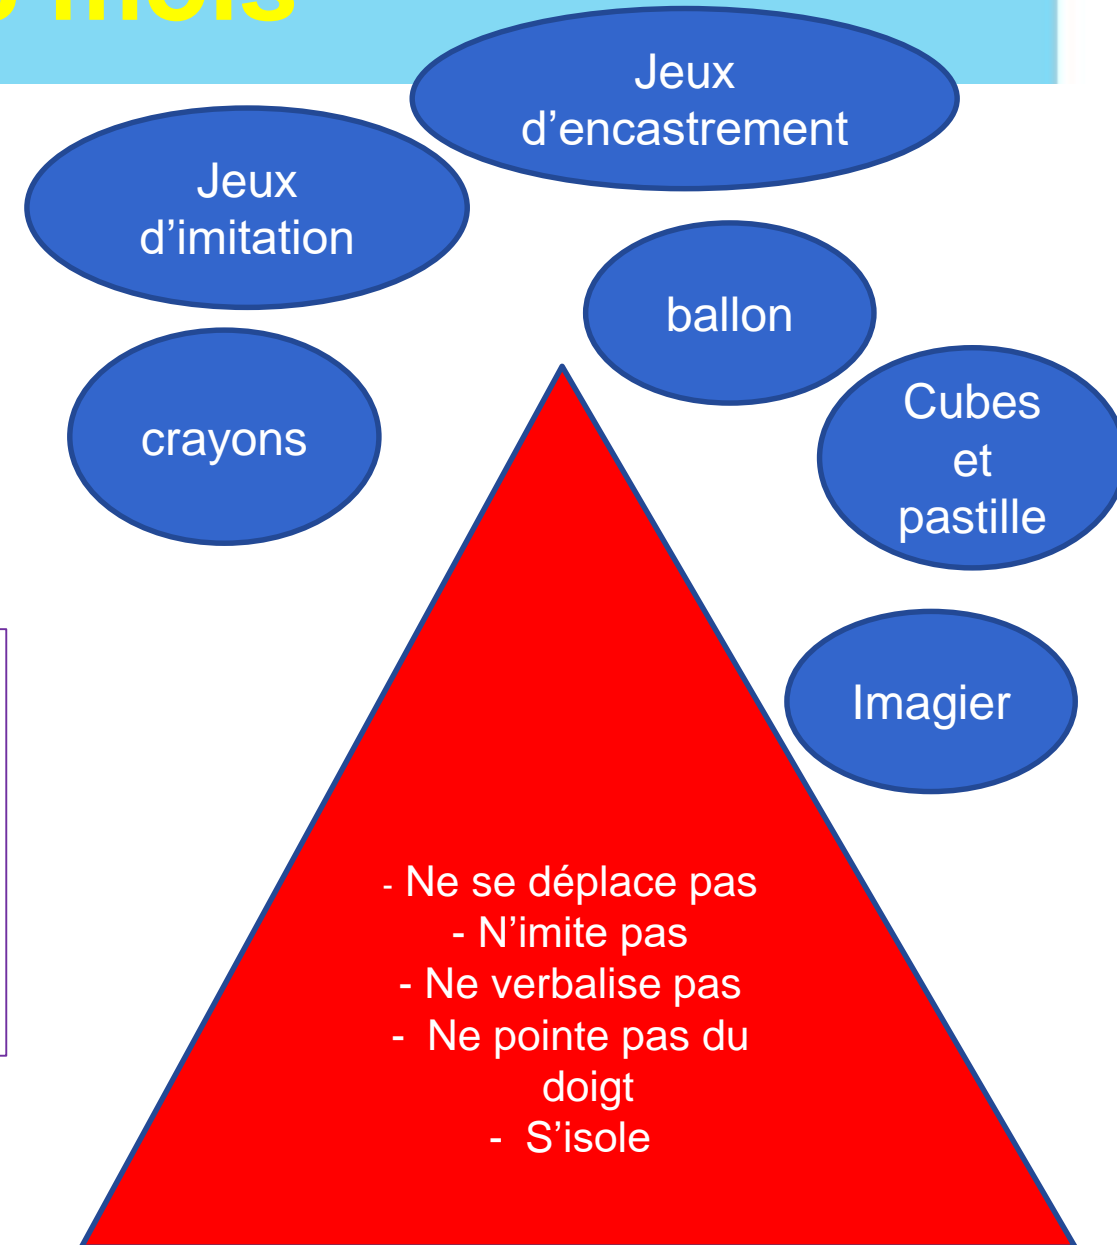 mois
Jeux
d'encastrement
Jeux
d'imitation
ballon
crayons
Cubes
et
pastille
Imagier
- Ne se déplace pas
- N'imite pas
- Ne verbalise pas
- Ne pointe pas du
doigt
- S'isole